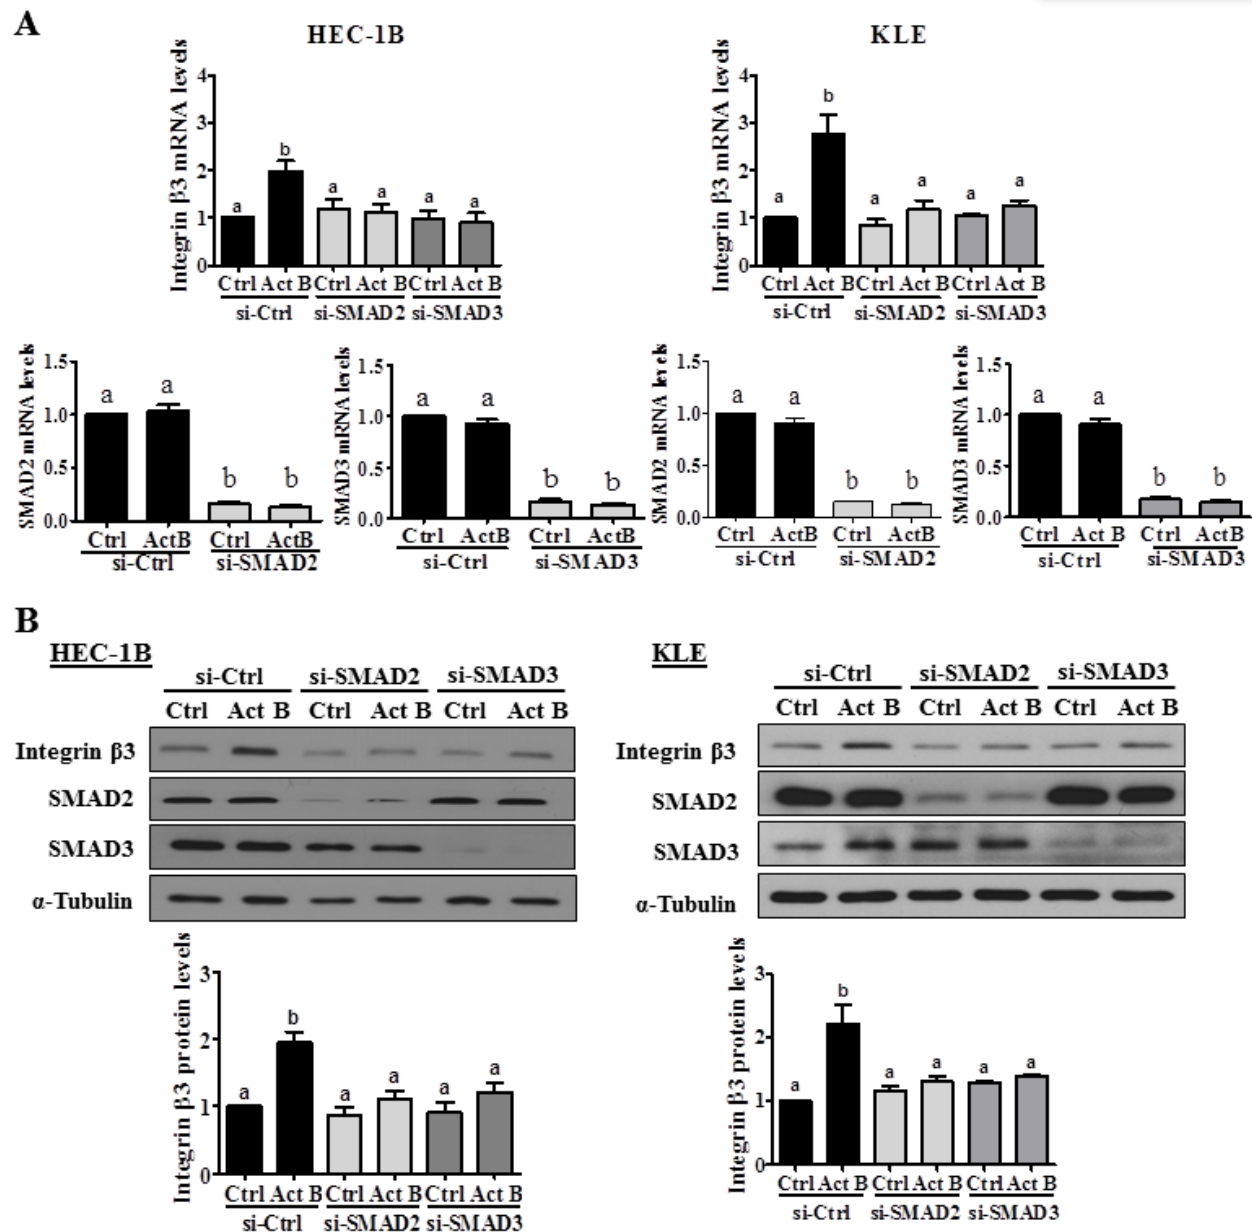 A
HEC-1B
KLE
Integrin β3 mRNA levels
4
3
2
1
0
a
b
a
a
a
a
Ctrl Act B Ctrl Act B Ctrl Act B
si-Ctrl si-SMAD2 si-SMAD3
Integrin β3 mRNA levels
4
3
2
1
0
a
b
a
a
a
a
Ctrl Act B Ctrl Act B Ctrl Act B
si-Ctrl si-SMAD2 si-SMAD3
SMAD2 mRNA levels
1.5
1.0
0.5
0.0
a a b b
Ctrl ActB Ctrl ActB
si-Ctrl si-SMAD2
SMAD3 mRNA levels
1.5
1.0
0.5
0.0
a a b b
Ctrl ActB Ctrl ActB
si-Ctrl si-SMAD3
SMAD2 mRNA levels
1.5
1.0
0.5
0.0
a a b b
Ctrl Act B Ctrl ActB
si-Ctrl si-SMAD2
SMAD3 mRNA levels
1.5
1.0
0.5
0.0
a a b b
Ctrl Act B Ctrl ActB
si-Ctrl si-SMAD3
B
HEC-1B
si-Ctrl si-SMAD2 si-SMAD3
Ctrl Act B Ctrl Act B Ctrl Act B
Integrin β3
SMAD2
SMAD3
α-Tubulin
KLE
si-Ctrl si-SMAD2 si-SMAD3
Ctrl Act B Ctrl Act B Ctrl Act B
Integrin β3
SMAD2
SMAD3
α-Tubulin
Integrin β3 protein levels
3
2
1
0
a b a a a a
Ctrl Act B Ctrl Act B Ctrl Act B
si-Ctrl si-SMAD2 si-SMAD3
Integrin β3 protein levels
3
2
1
0
a b a a a a
Ctrl Act B Ctrl Act B Ctrl Act B
si-Ctrl si-SMAD2 si-SMAD3